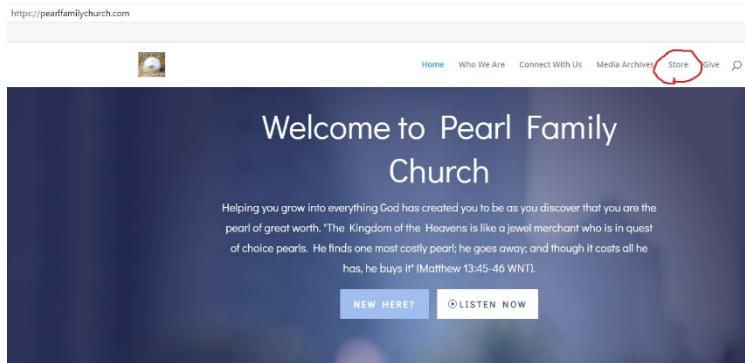 https://pearlfamilychurch.com
Home Who We Are Connect With Us Media Archives Store Give
Welcome to Pearl Family
Church
Helping you grow into everything God has created you to be as you discover that you are the
pearl of great worth. "The Kingdom of the Heavens is like a jewel merchant who is in quest
of choice pearls. He finds one most costly pearl; he goes away; and though it costs all he
has, he buys it" (Matthew 13:45-46 WNT).
NEW HERE? LISTEN NOW